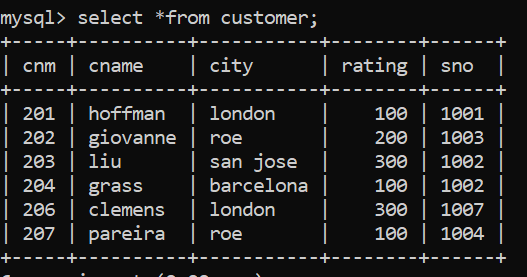 mysql> select *from customer;
+-----+----------+-----------+--------+------+
| cnm | cname | city | rating | sno |
+-----+----------+-----------+--------+------+
| 201 | hoffman | london | 100 | 1001 |
| 202 | giovanne | roe | 200 | 1003 |
| 203 | liu | san jose | 300 | 1002 |
| 204 | grass | barcelona | 100 | 1002 |
| 206 | clemens | london | 300 | 1007 |
| 207 | pareira | roe | 100 | 1004 |
+-----+----------+-----------+--------+------+